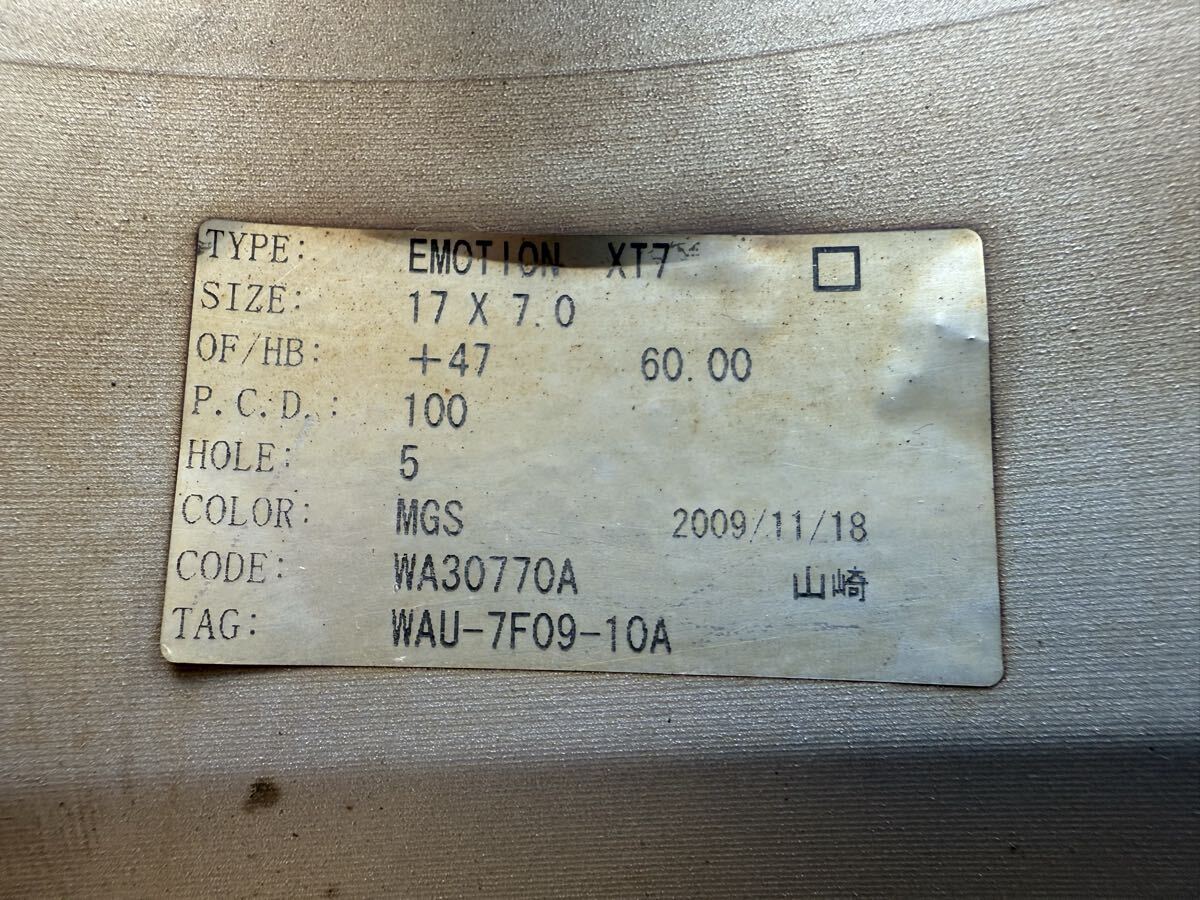 TYPE: EMOTION XT7 □
SIZE: 17 X 7.0
OF/HB: +47 60.00
P.C.D.: 100
HOLE: 5
COLOR: MGS 2009/11/18
CODE: WA30770A 山崎
TAG: WAU-7F09-10A